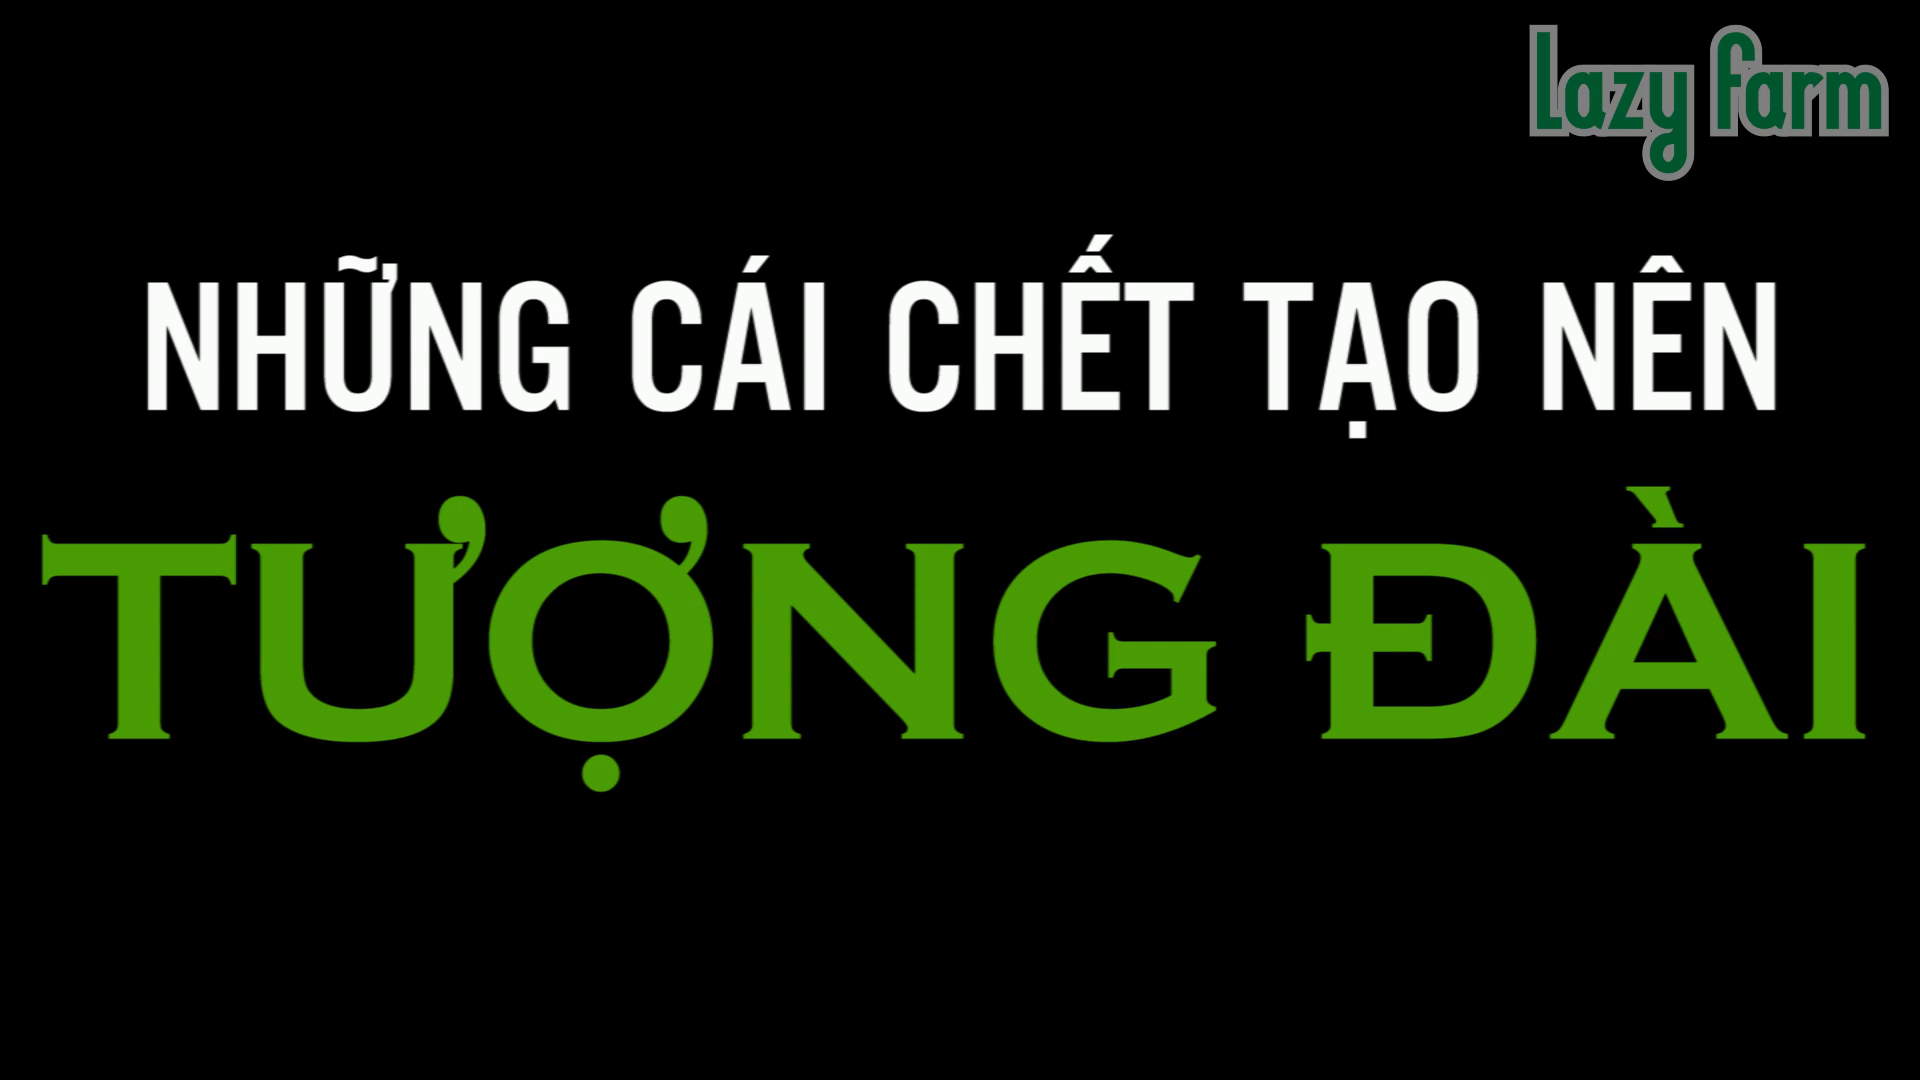 Lazy farm
NHỮNG CÁI CHẾT TẠO NÊN
TƯỢNG ĐÀI